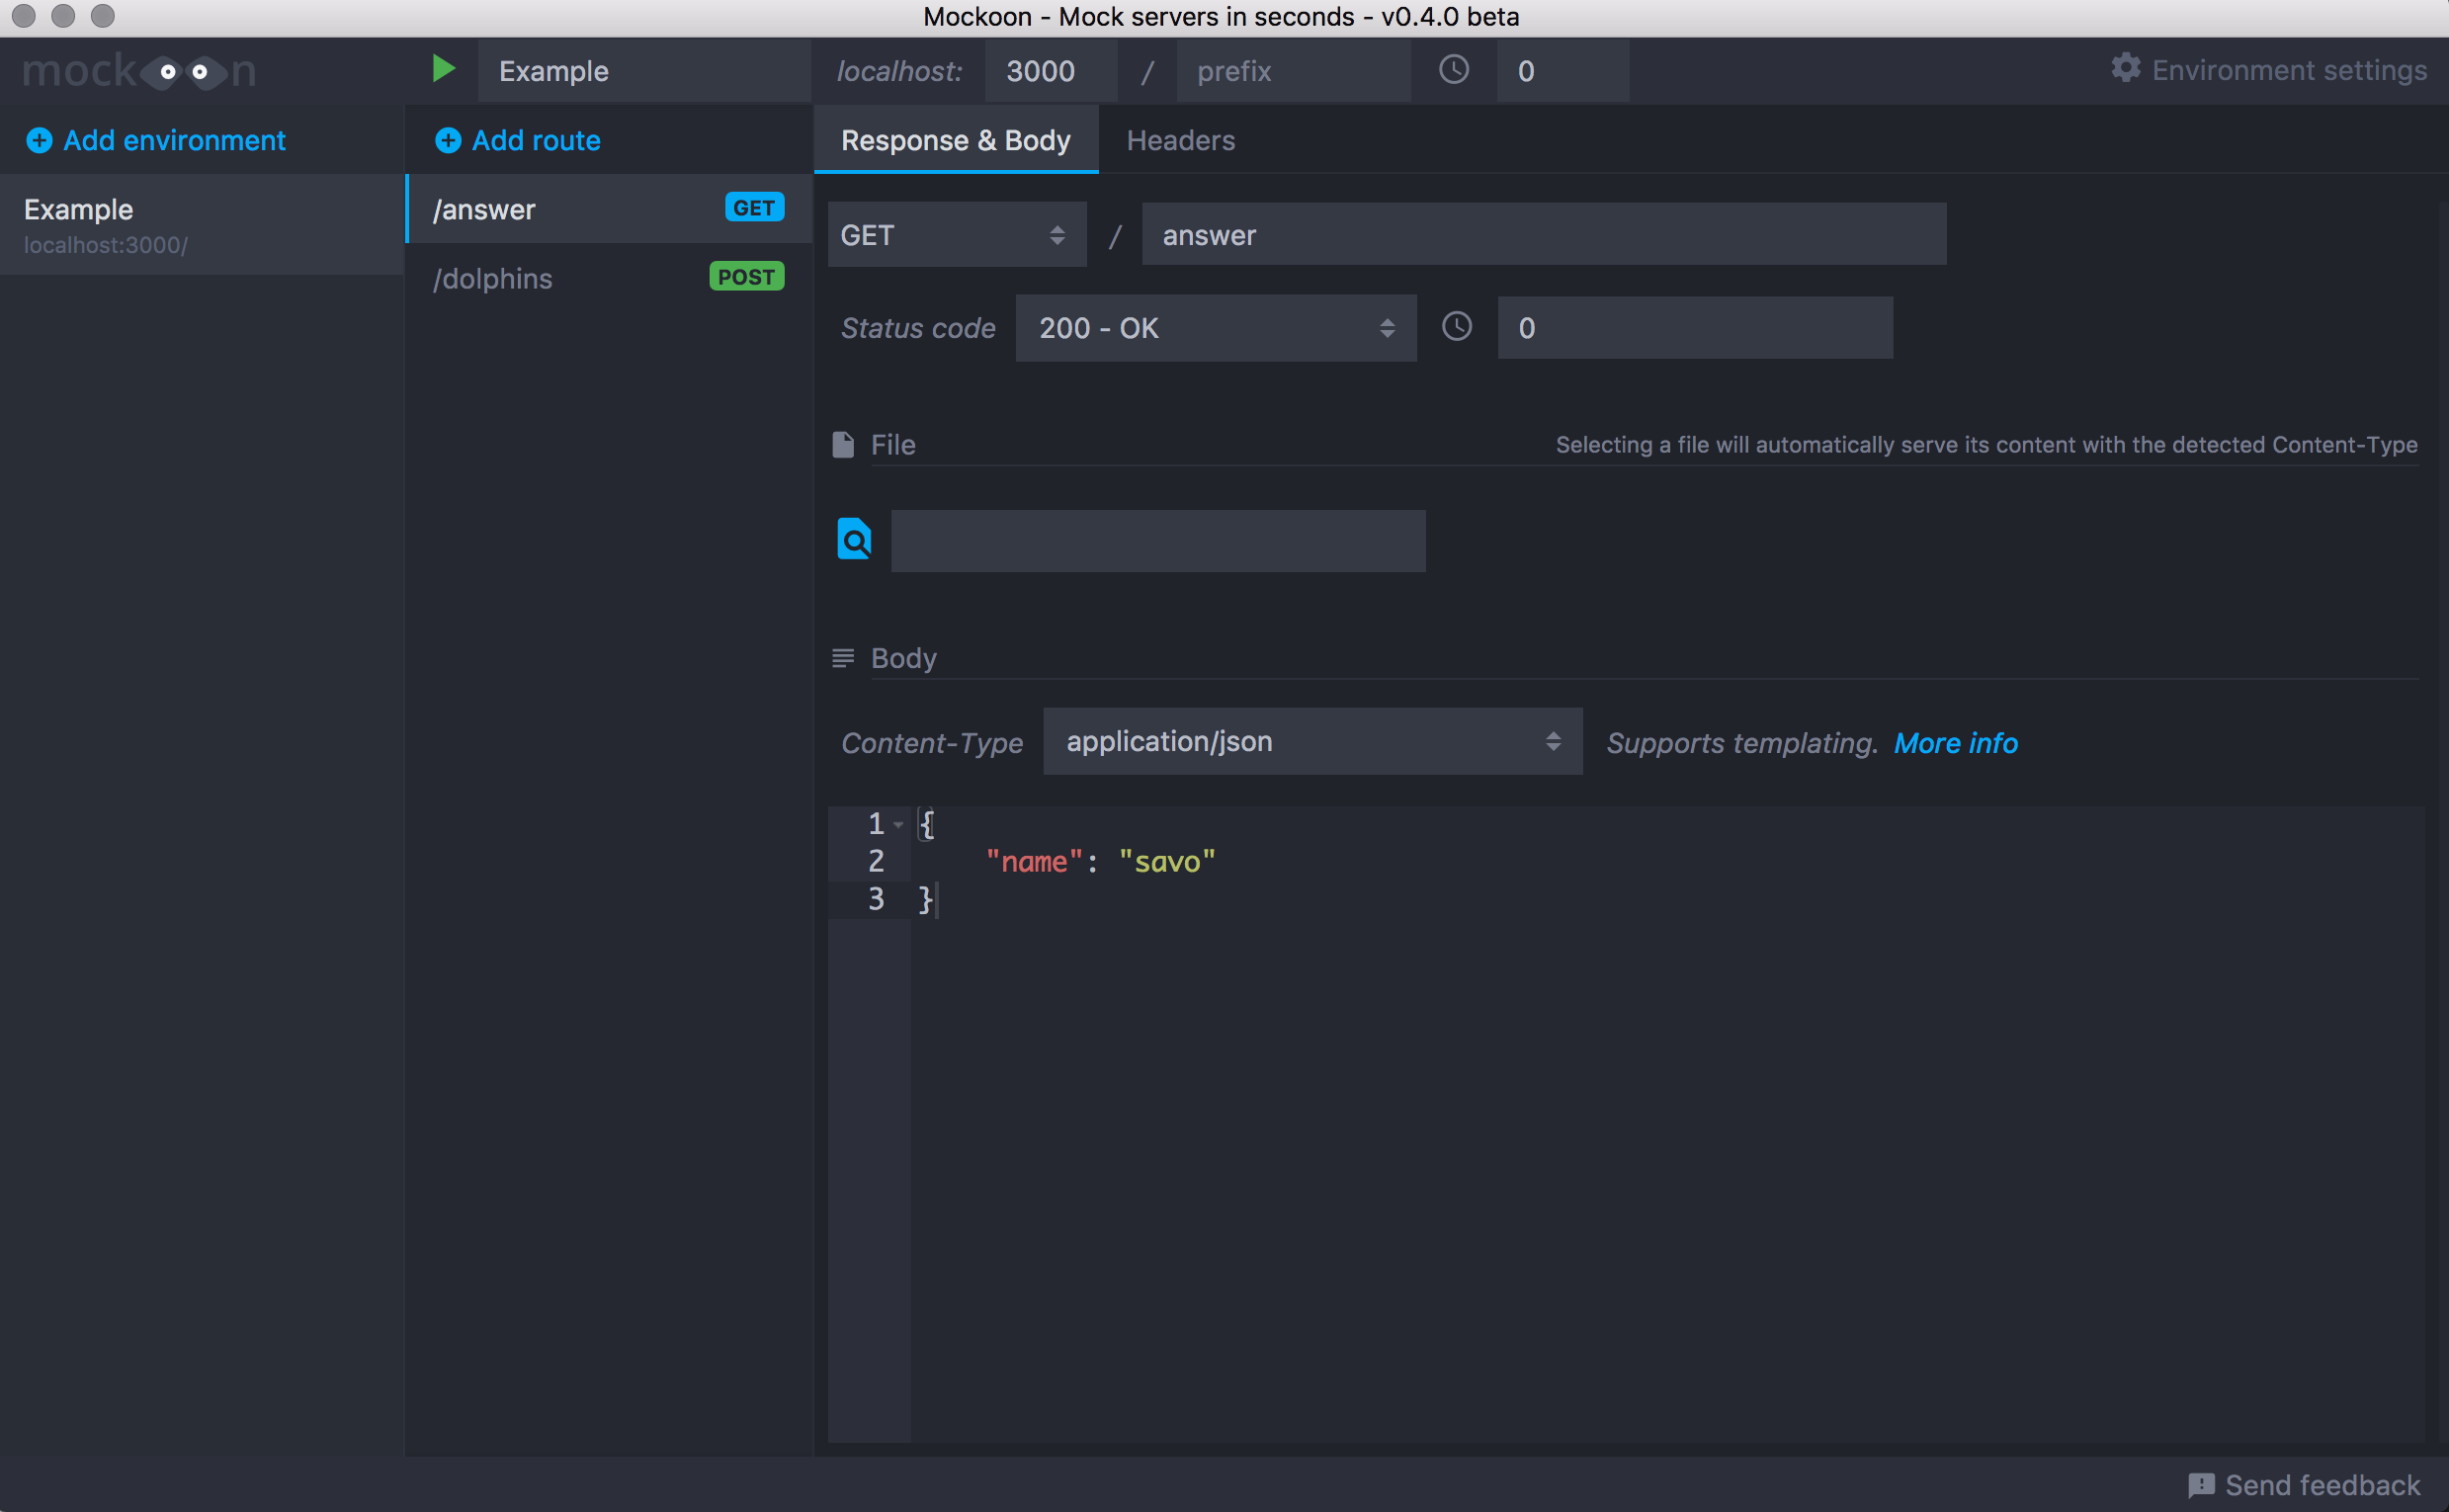 Mockoon - Mock servers in seconds - v0.4.0 beta
mockoon
Example
localhost: 3000 / prefix 0
Environment settings
Add environment
Add route
Response & Body
Headers
Example
localhost:3000/
/answer GET
/dolphins POST
GET / answer
Status code 200 - OK 0
File
Selecting a file will automatically serve its content with the detected Content-Type
Body
Content-Type application/json Supports templating. More info
1 {
2 "name": "savo"
3 }
Send feedback